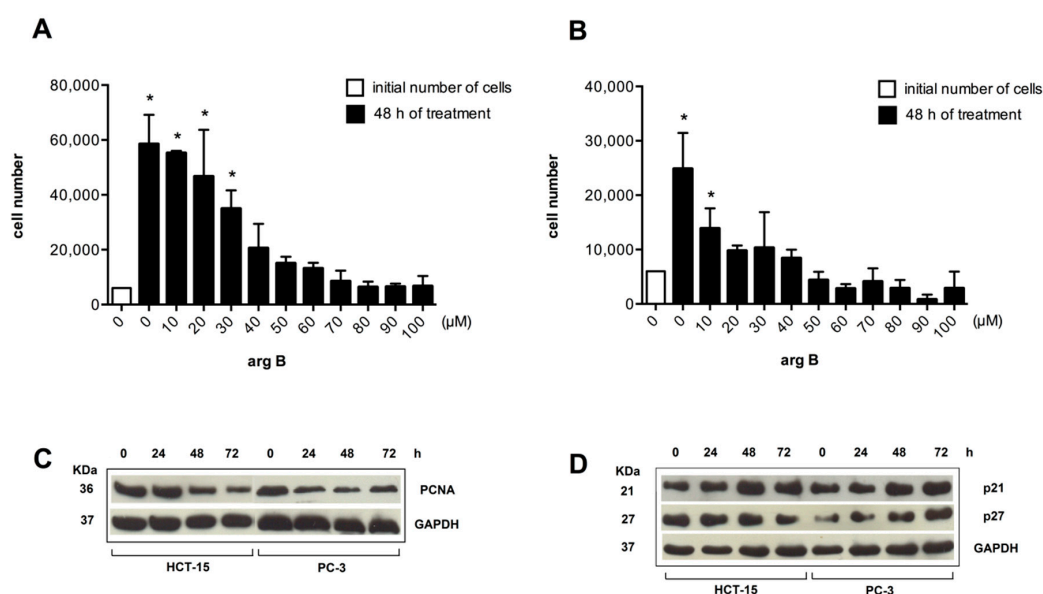 A
80,000
60,000
40,000
20,000
0
cell number
* * * *
initial number of cells
48 h of treatment
0 0 10 20 30 40 50 60 70 80 90 100 (µM)
arg B
B
40,000
30,000
20,000
10,000
0
cell number
* *
initial number of cells
48 h of treatment
0 0 10 20 30 40 50 60 70 80 90 100 (µM)
arg B
C
0 24 48 72 0 24 48 72 h
KDa
36 PCNA
37 GAPDH
HCT-15 PC-3
D
0 24 48 72 0 24 48 72 h
KDa
21 p21
27 p27
37 GAPDH
HCT-15 PC-3